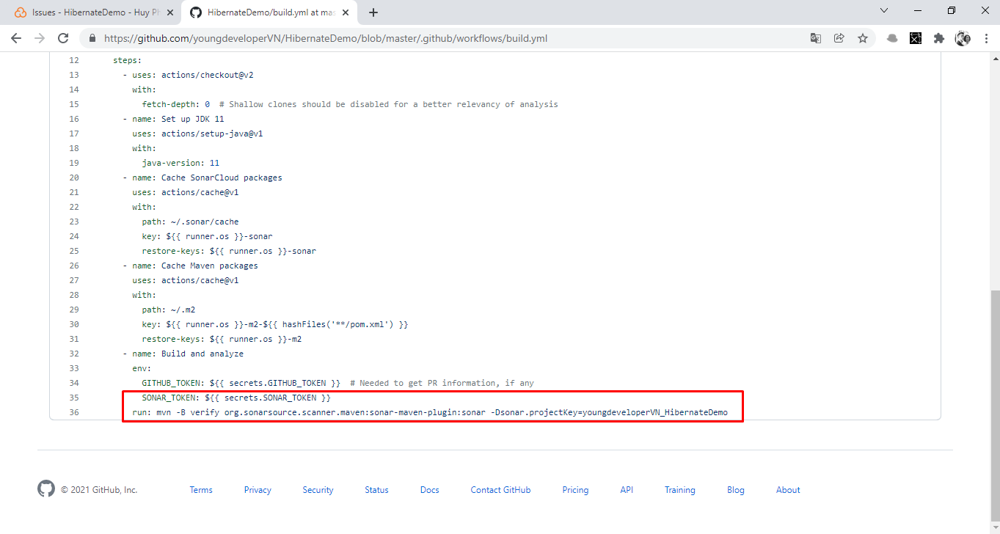 Issues - HibernateDemo - Huy Ph
HibernateDemo/build.yml at mas
https://github.com/youngdeveloperVN/HibernateDemo/blob/master/.github/workflows/build.yml
12 steps:
13 - uses: actions/checkout@v2
14 with:
15 fetch-depth: 0  # Shallow clones should be disabled for a better relevancy of analysis
16 - name: Set up JDK 11
17 uses: actions/setup-java@v1
18 with:
19 java-version: 11
20 - name: Cache SonarCloud packages
21 uses: actions/cache@v1
22 with:
23 path: ~/.sonar/cache
24 key: ${{ runner.os }}-sonar
25 restore-keys: ${{ runner.os }}-sonar
26 - name: Cache Maven packages
27 uses: actions/cache@v1
28 with:
29 path: ~/.m2
30 key: ${{ runner.os }}-m2-${{ hashFiles('**/pom.xml') }}
31 restore-keys: ${{ runner.os }}-m2
32 - name: Build and analyze
33 env:
34 GITHUB_TOKEN: ${{ secrets.GITHUB_TOKEN }}  # Needed to get PR information, if any
35 SONAR_TOKEN: ${{ secrets.SONAR_TOKEN }}
36 run: mvn -B verify org.sonarsource.scanner.maven:sonar-maven-plugin:sonar -Dsonar.projectKey=youngdeveloperVN_HibernateDemo
© 2021 GitHub, Inc. Terms Privacy Security Status Docs Contact GitHub Pricing API Training Blog About